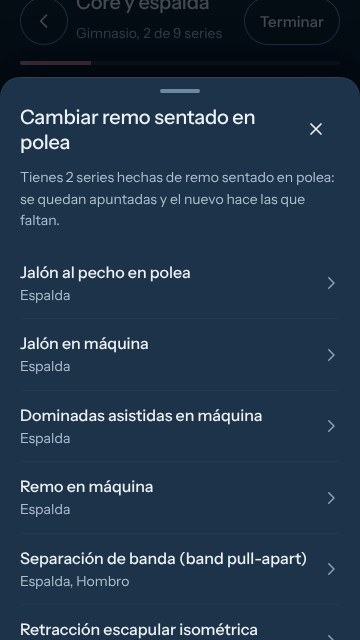 Core y espalda
Gimnasio, 2 de 9 series
Terminar
Cambiar remo sentado en
polea
Tienes 2 series hechas de remo sentado en polea:
se quedan apuntadas y el nuevo hace las que
faltan.
Jalón al pecho en polea
Espalda
Jalón en máquina
Espalda
Dominadas asistidas en máquina
Espalda
Remo en máquina
Espalda
Separación de banda (band pull-apart)
Espalda, Hombro
Retracción escapular isométrica